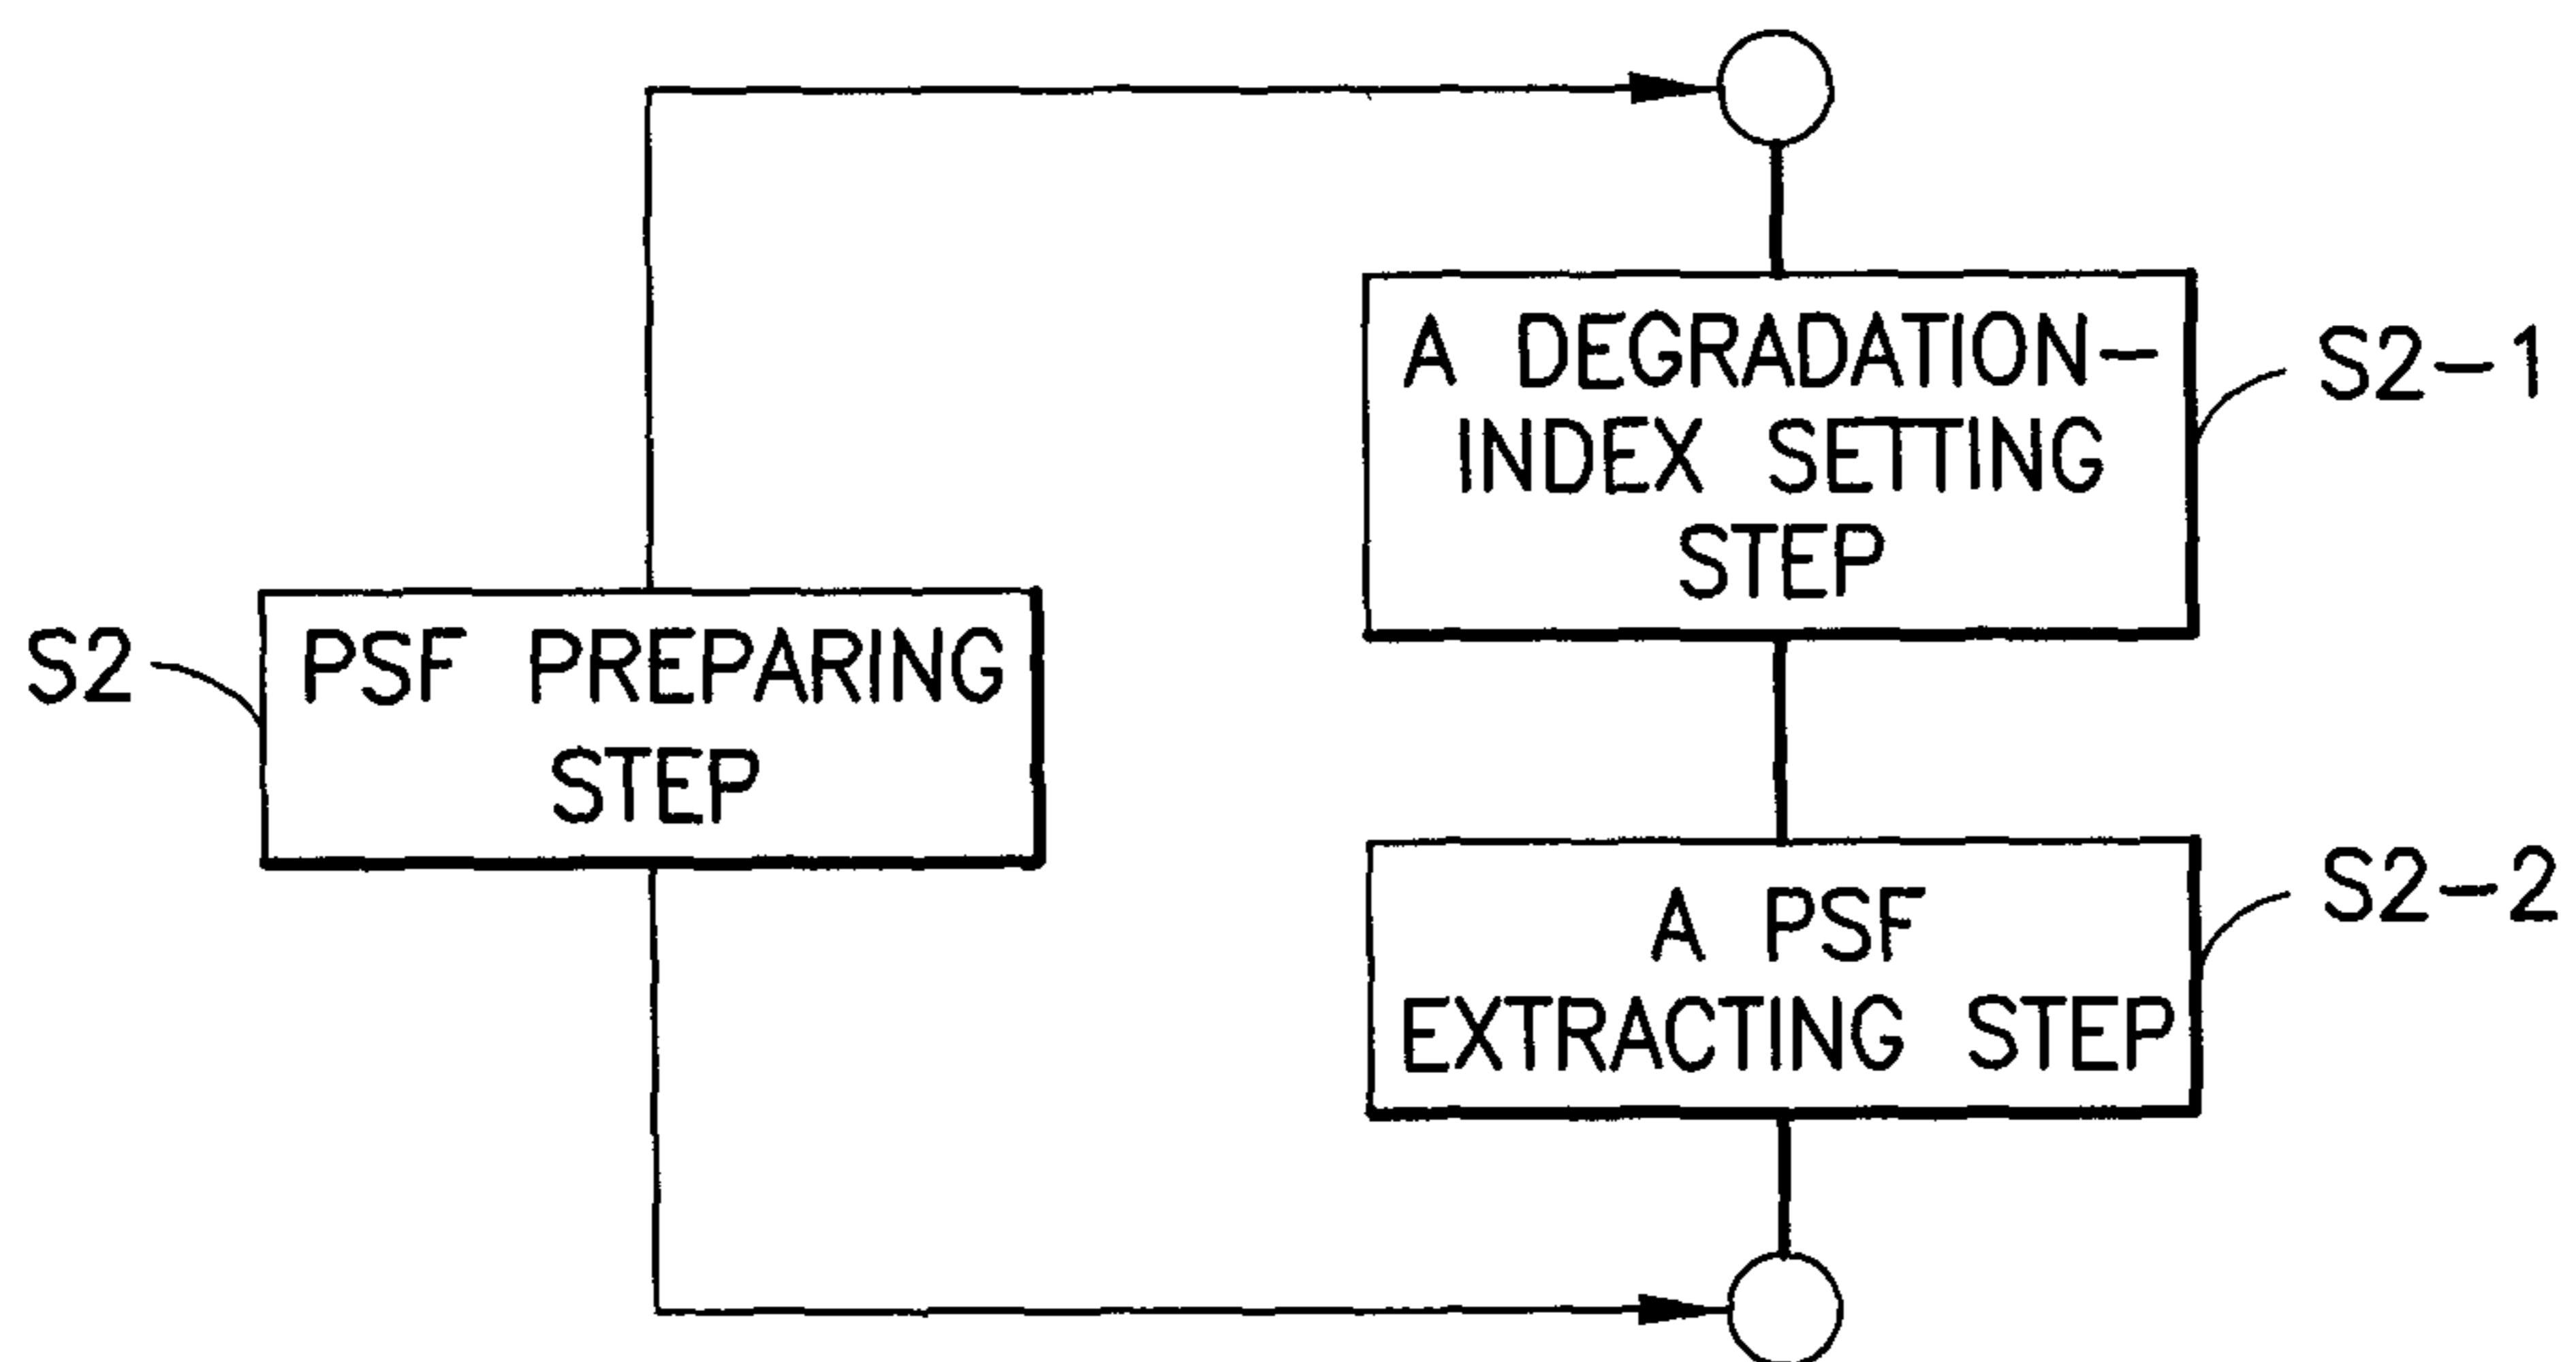 S2
PSF PREPARING
STEP
A DEGRADATION-
INDEX SETTING
STEP
S2-1
A PSF
EXTRACTING STEP
S2-2